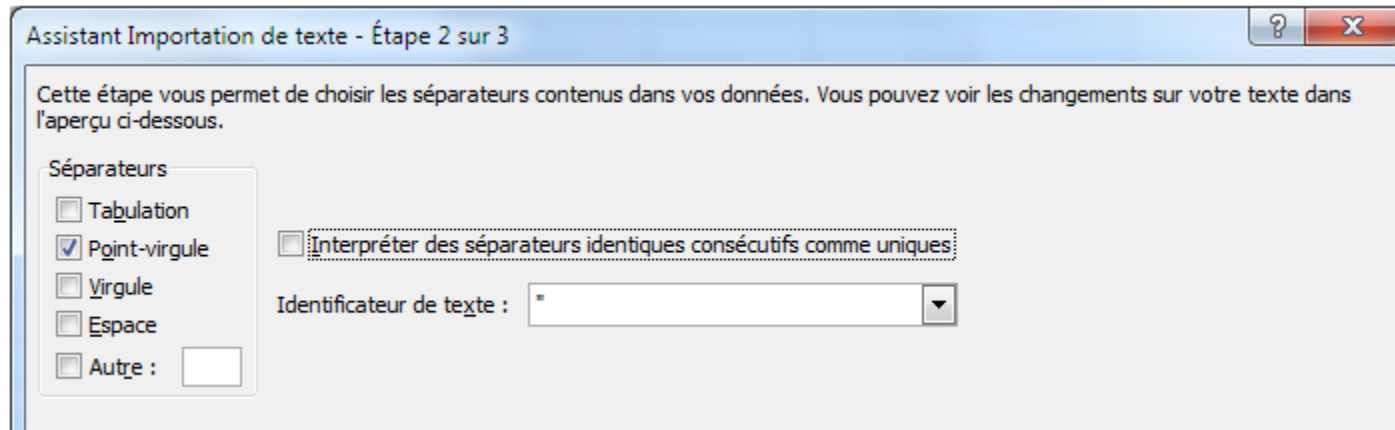 Assistant Importation de texte - Étape 2 sur 3
Cette étape vous permet de choisir les séparateurs contenus dans vos données. Vous pouvez voir les changements sur votre texte dans
l'aperçu ci-dessous.
Séparateurs
Tabulation
Point-virgule
Interpréter des séparateurs identiques consécutifs comme uniques
Virgule
Identificateur de texte : "
Espace
Autre :